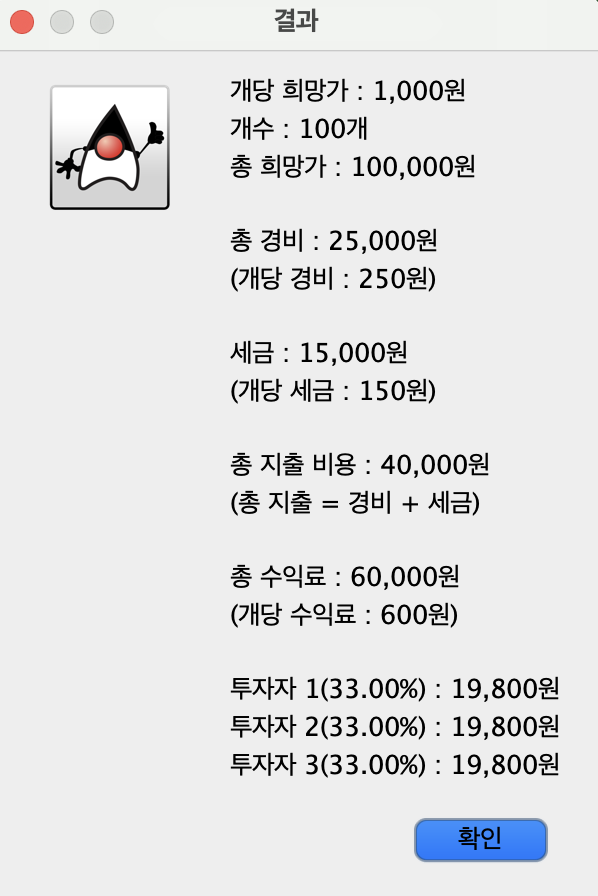 결과
개당 희망가 : 1,000원
개수 : 100개
총 희망가 : 100,000원
총 경비 : 25,000원
(개당 경비 : 250원)
세금 : 15,000원
(개당 세금 : 150원)
총 지출 비용 : 40,000원
(총 지출 = 경비 + 세금)
총 수익료 : 60,000원
(개당 수익료 : 600원)
투자자 1(33.00%) : 19,800원
투자자 2(33.00%) : 19,800원
투자자 3(33.00%) : 19,800원
확인